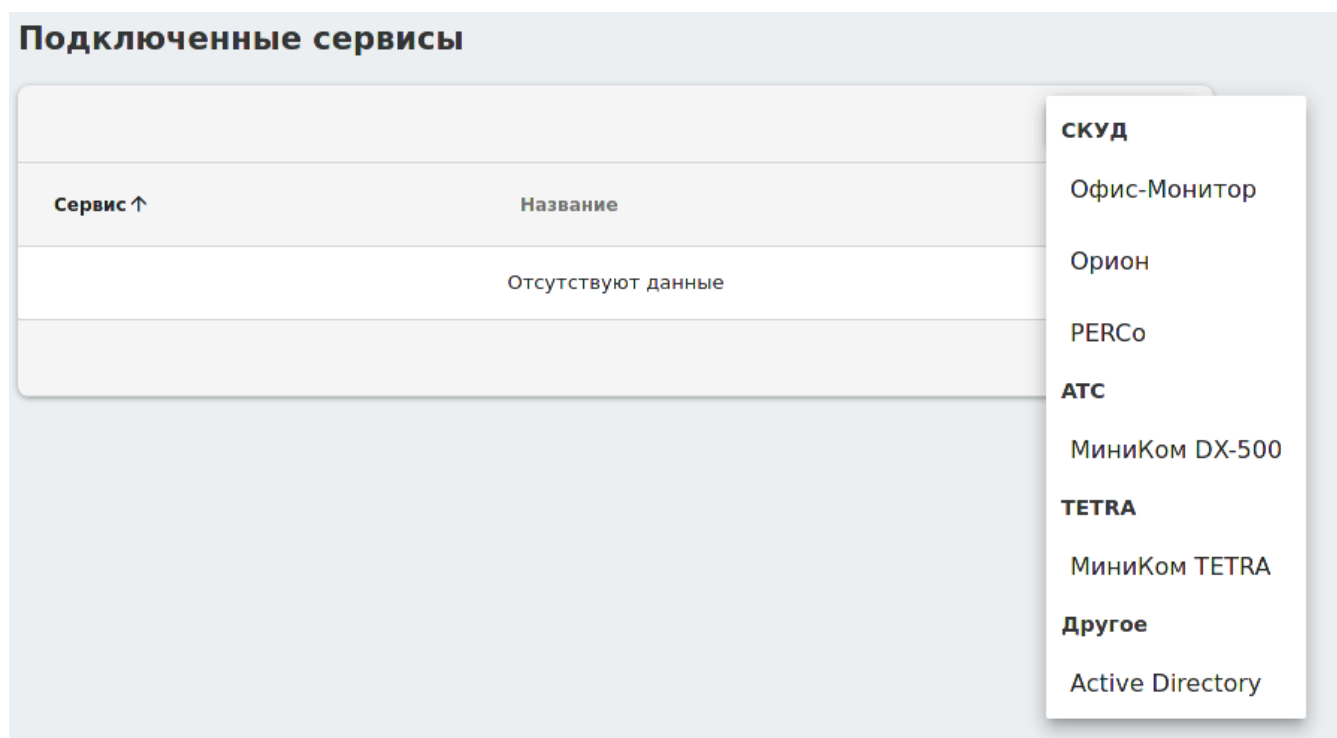 Подключенные сервисы
Сервис↑
Название
Отсутствуют данные
СКУД
Офис-Монитор
Орион
PERCo
АТС
МиниКом DX-500
TETRA
МиниКом TETRA
Другое
Active Directory